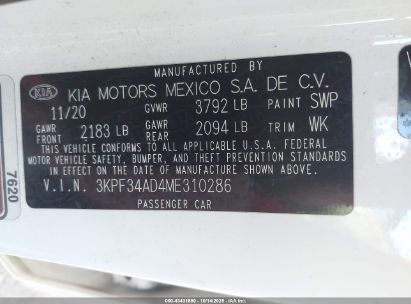 MANUFACTURED BY
KIA KIA MOTORS MEXICO S.A. DE C.V.
11/20 GVWR 3792 LB PAINT SWP
GAWR FRONT 2183 LB GAWR REAR 2094 LB TRIM WK
THIS VEHICLE CONFORMS TO ALL APPLICABLE U.S.A. FEDERAL
MOTOR VEHICLE SAFETY, BUMPER, AND THEFT PREVENTION STANDARDS
IN EFFECT ON THE DATE OF MANUFACTURE SHOWN ABOVE.
V.I.N. 3KPF34AD4ME310286
PASSENGER CAR
7620